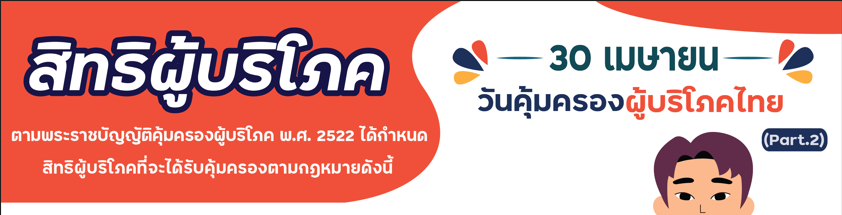 สิทธิผู้บริโภค
ตามพระราชบัญญัติคุ้มครองผู้บริโภค พ.ศ. 2522 ได้กำหนด
สิทธิผู้บริโภคที่จะได้รับคุ้มครองตามกฎหมายดังนี้
30 เมษายน
วันคุ้มครองผู้บริโภคไทย
(Part.2)